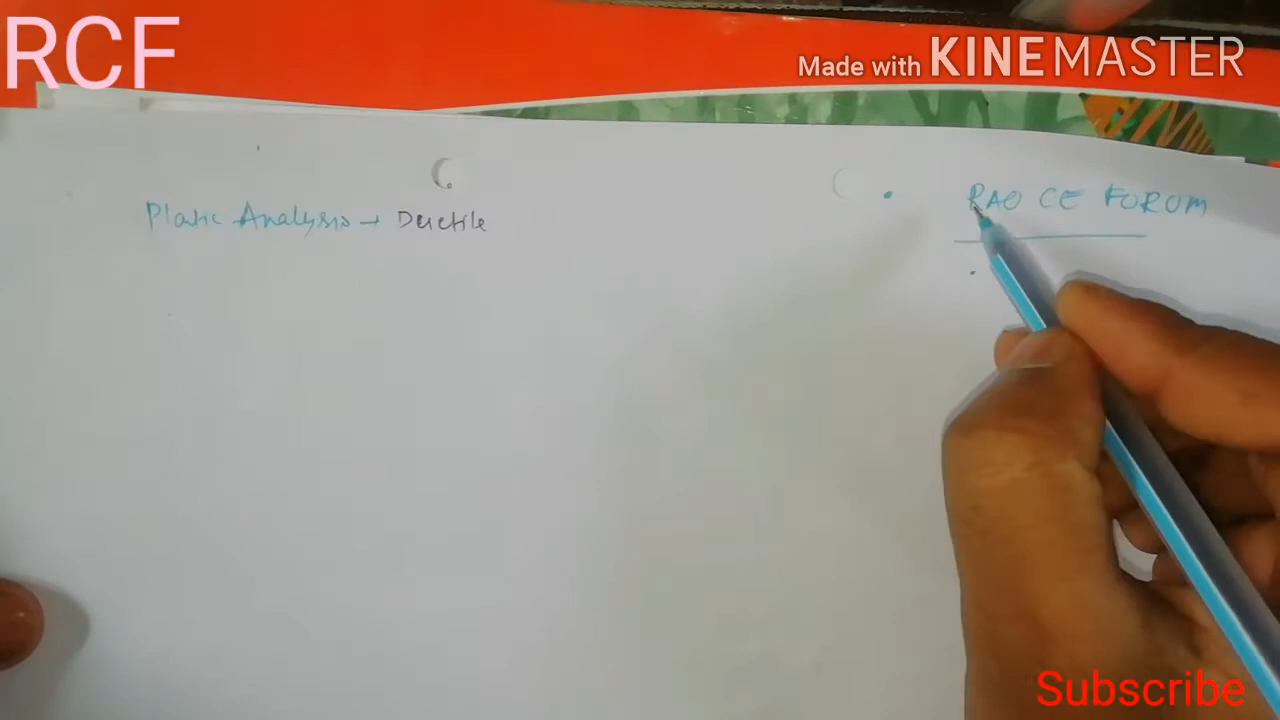 RCF
Made with KINEMASTER
RAO CE FORUM
Plastic Analysis → Ductile
Subscribe